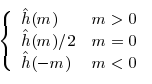 ĥ(m) m > 0
ĥ(m)/2 m = 0
ĥ(−m) m < 0